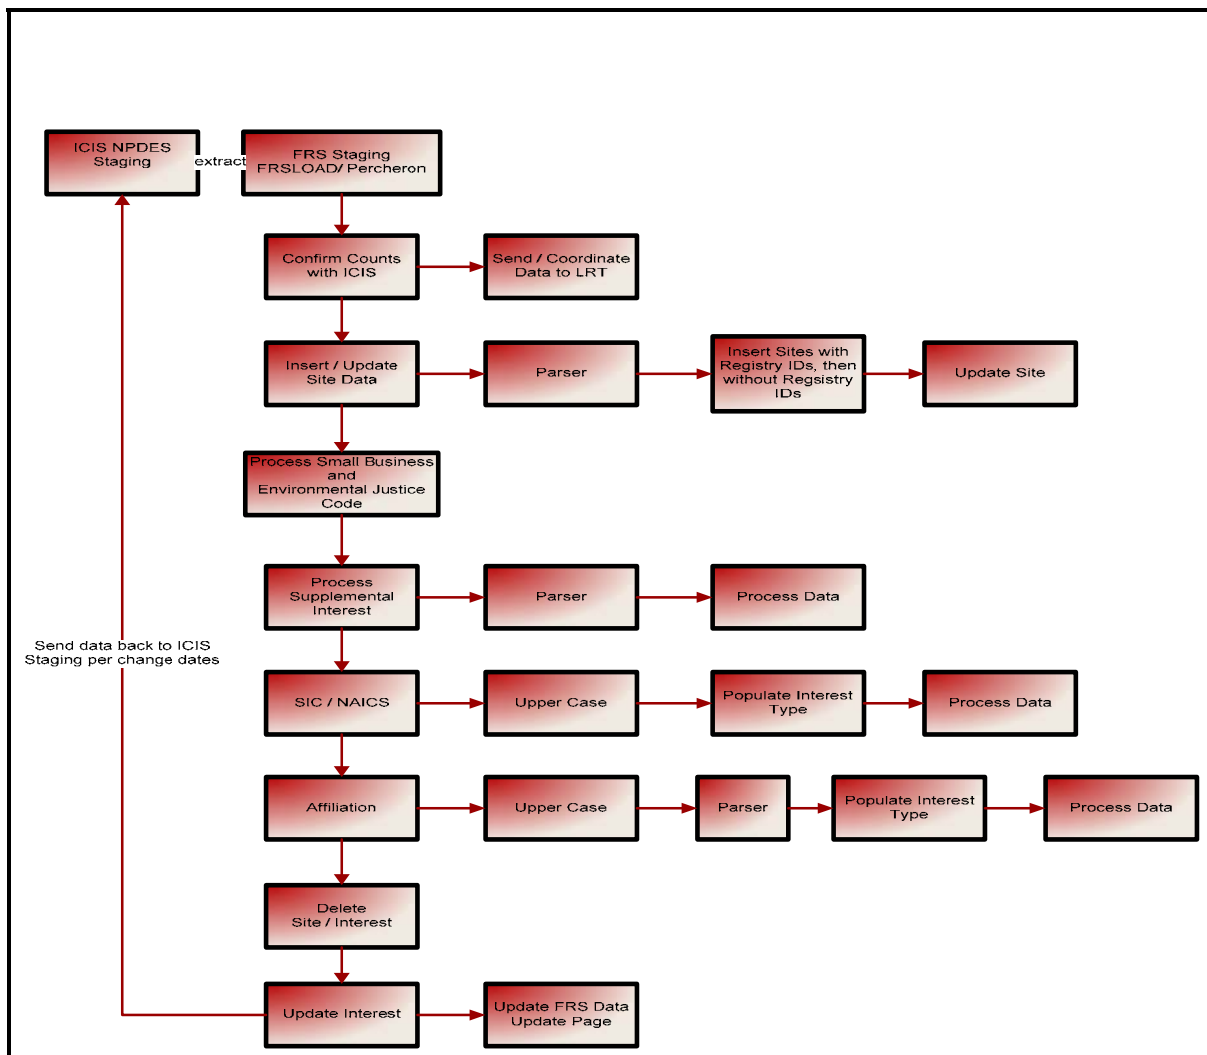 ICIS NPDES
Staging
extract
FRS Staging
FRSLOAD/ Percheron
Confirm Counts
with ICIS
Send / Coordinate
Data to LRT
Insert / Update
Site Data
Parser
Insert Sites with
Registry IDs, then
without Regsistry
IDs
Update Site
Process Small Business
and
Environmental Justice
Code
Process
Supplemental
Interest
Parser
Process Data
Send data back to ICIS
Staging per change dates
SIC / NAICS
Upper Case
Populate Interest
Type
Process Data
Affiliation
Upper Case
Parser
Populate Interest
Type
Process Data
Delete
Site / Interest
Update Interest
Update FRS Data
Update Page